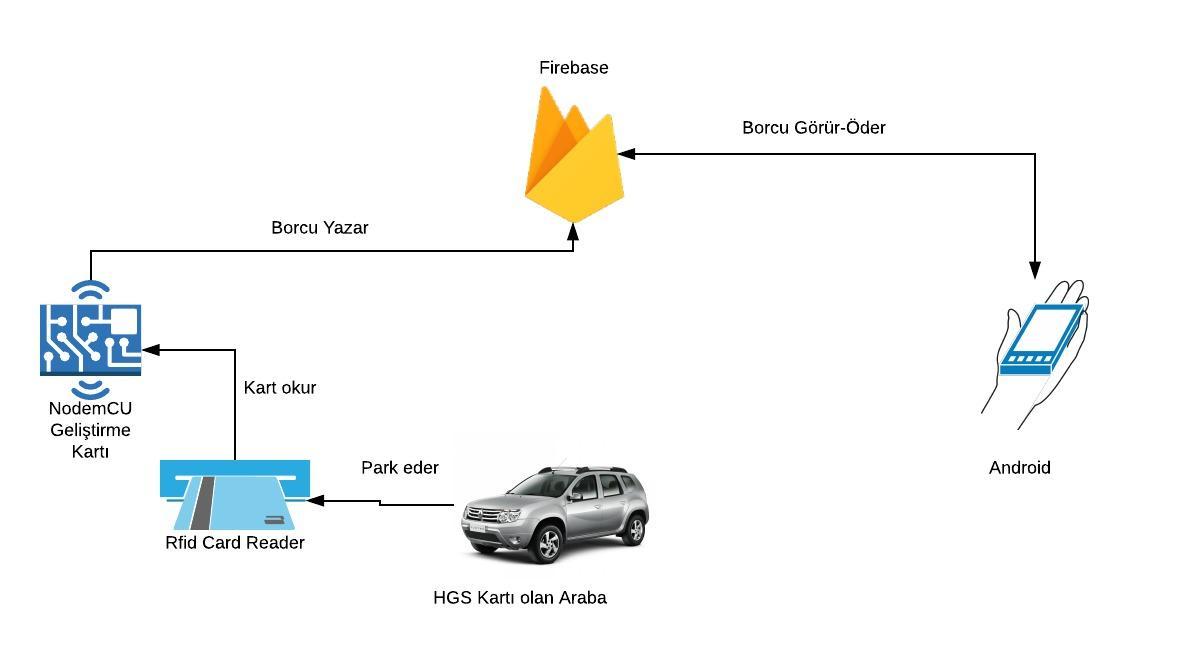 Firebase
Borcu Görür-Öder
Borcu Yazar
Kart okur
NodemCU
Geliştirme
Kartı
Park eder
Android
Rfid Card Reader
HGS Kartı olan Araba